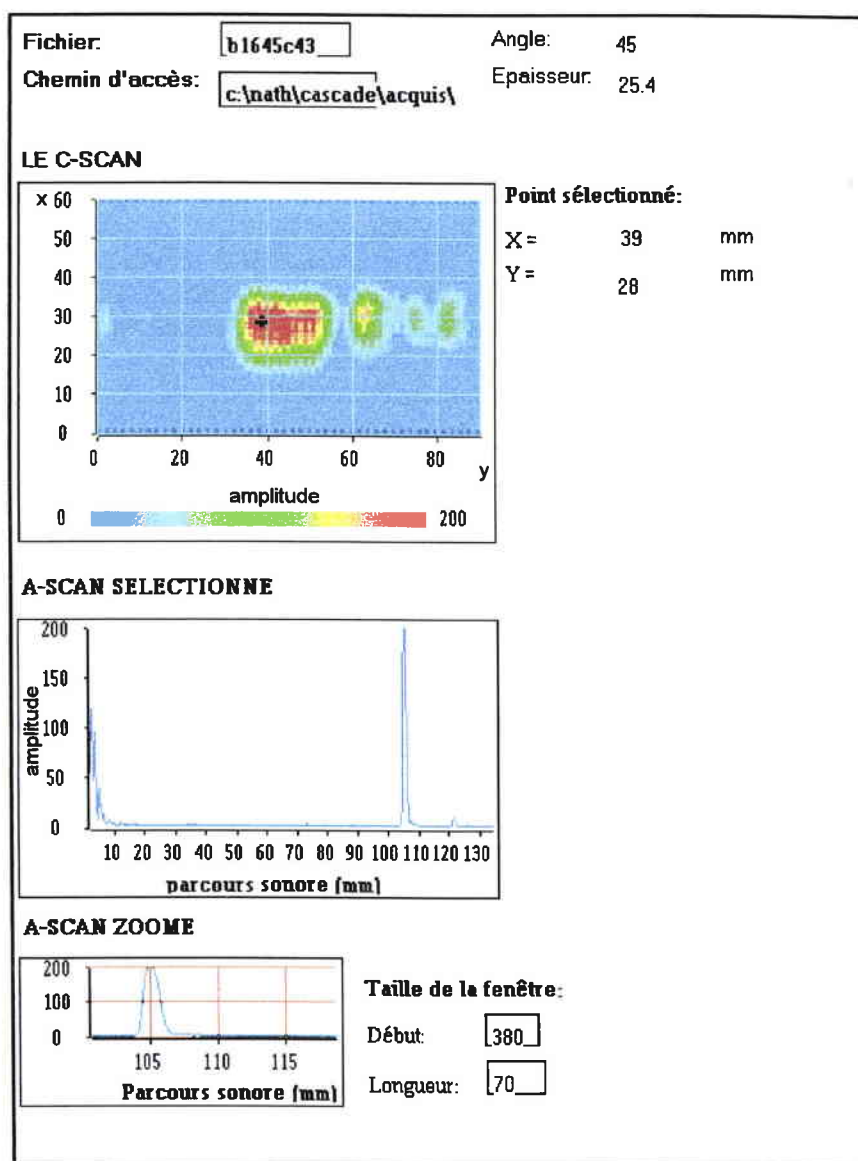 Fichier: b1645c43 Angle: 45
Chemin d'accès: c:\nath\cascade\acquis\ Epaisseur: 25.4
LE C-SCAN
x 60
50
40
30
20
10
0
0 20 40 60 80 y
amplitude
0 200
Point sélectionné:
X = 39 mm
Y = 28 mm
A-SCAN SELECTIONNE
200
150
100
50
0
amplitude
10 20 30 40 50 60 70 80 90 100 110 120 130
parcours sonore (mm)
A-SCAN ZOOME
200
100
0
105 110 115
Parcours sonore (mm)
Taille de la fenêtre:
Début: 380
Longueur: 70